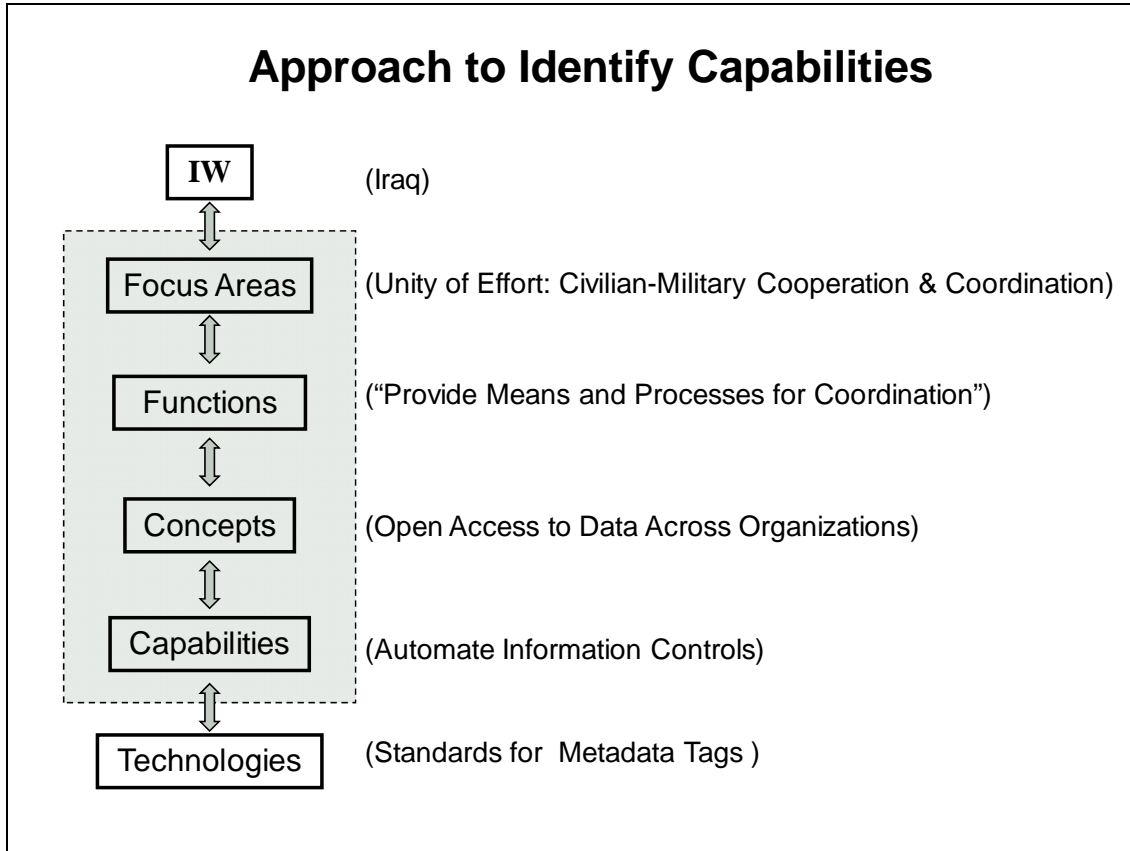 Approach to Identify Capabilities
IW
(Iraq)
Focus Areas
(Unity of Effort: Civilian-Military Cooperation & Coordination)
Functions
(“Provide Means and Processes for Coordination”)
Concepts
(Open Access to Data Across Organizations)
Capabilities
(Automate Information Controls)
Technologies
(Standards for Metadata Tags )